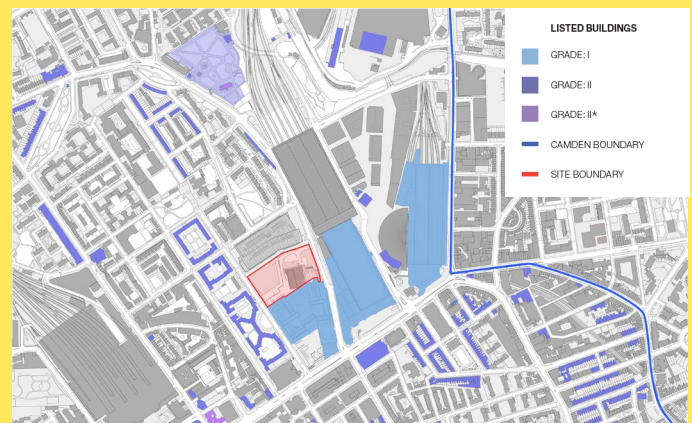 LISTED BUILDINGS
GRADE: I
GRADE: II
GRADE: II*
CAMDEN BOUNDARY
SITE BOUNDARY